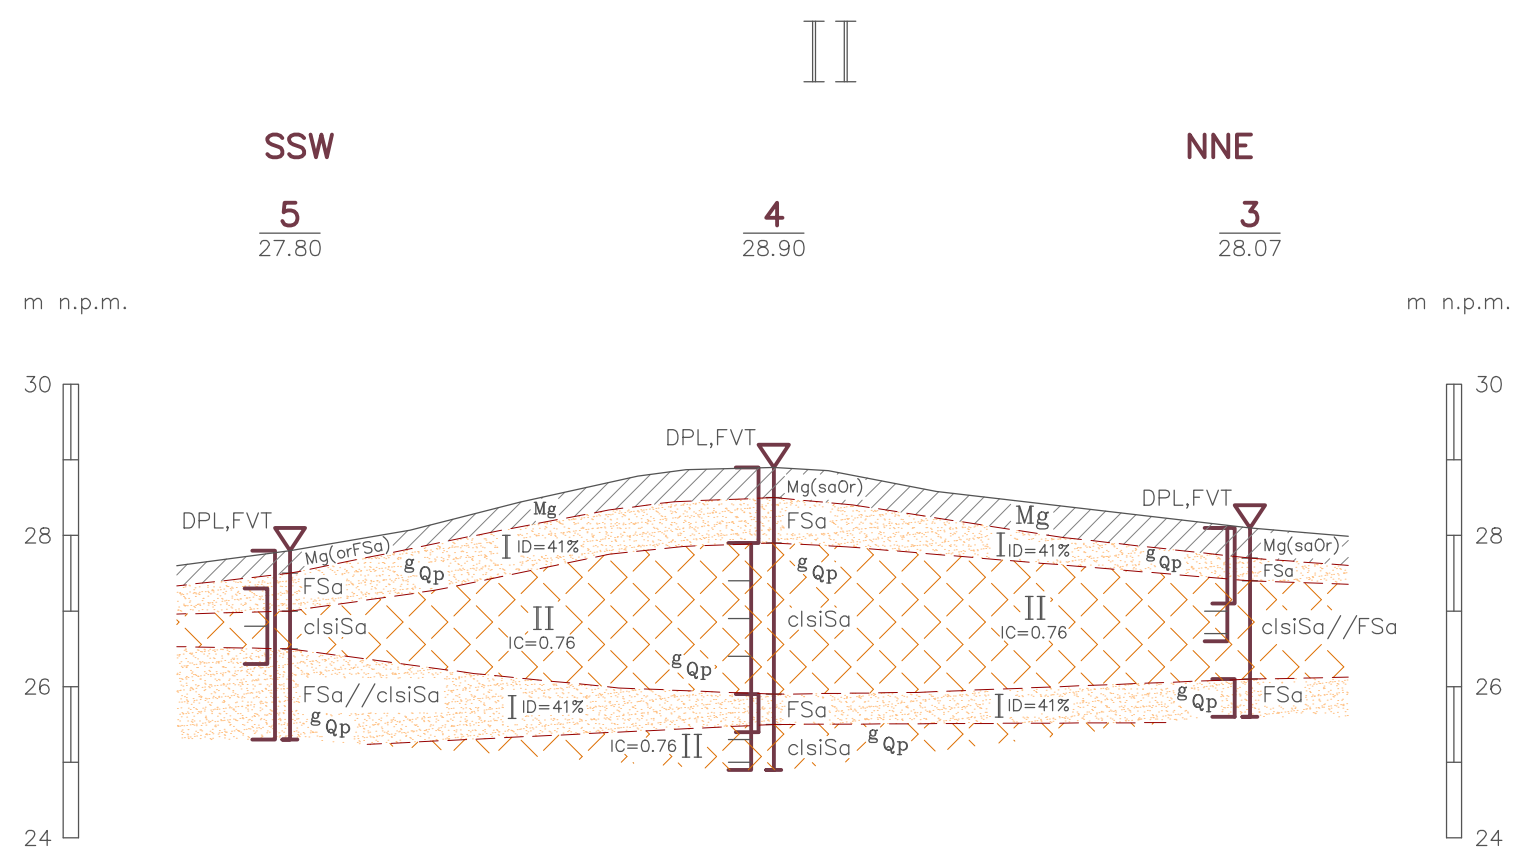 II
SSW NNE
5 4 3
27.80 28.90 28.07
m n.p.m. m n.p.m.
30 30
DPL,FVT
DPL,FVT
DPL,FVT
Mg(saOr)
Mg Mg
FSa
28 28
Mg(orFSa) I ID=41% I ID=41% Mg(saOr)
g Qp g Qp g Qp FSa
FSa
clsiSa II clsiSa II clsiSa//FSa
IC=0.76 IC=0.76
g Qp
26 26
FSa//clsiSa g Qp FSa
I ID=41% FSa I ID=41%
g Qp
IC=0.76 II clsiSa g Qp
24 24